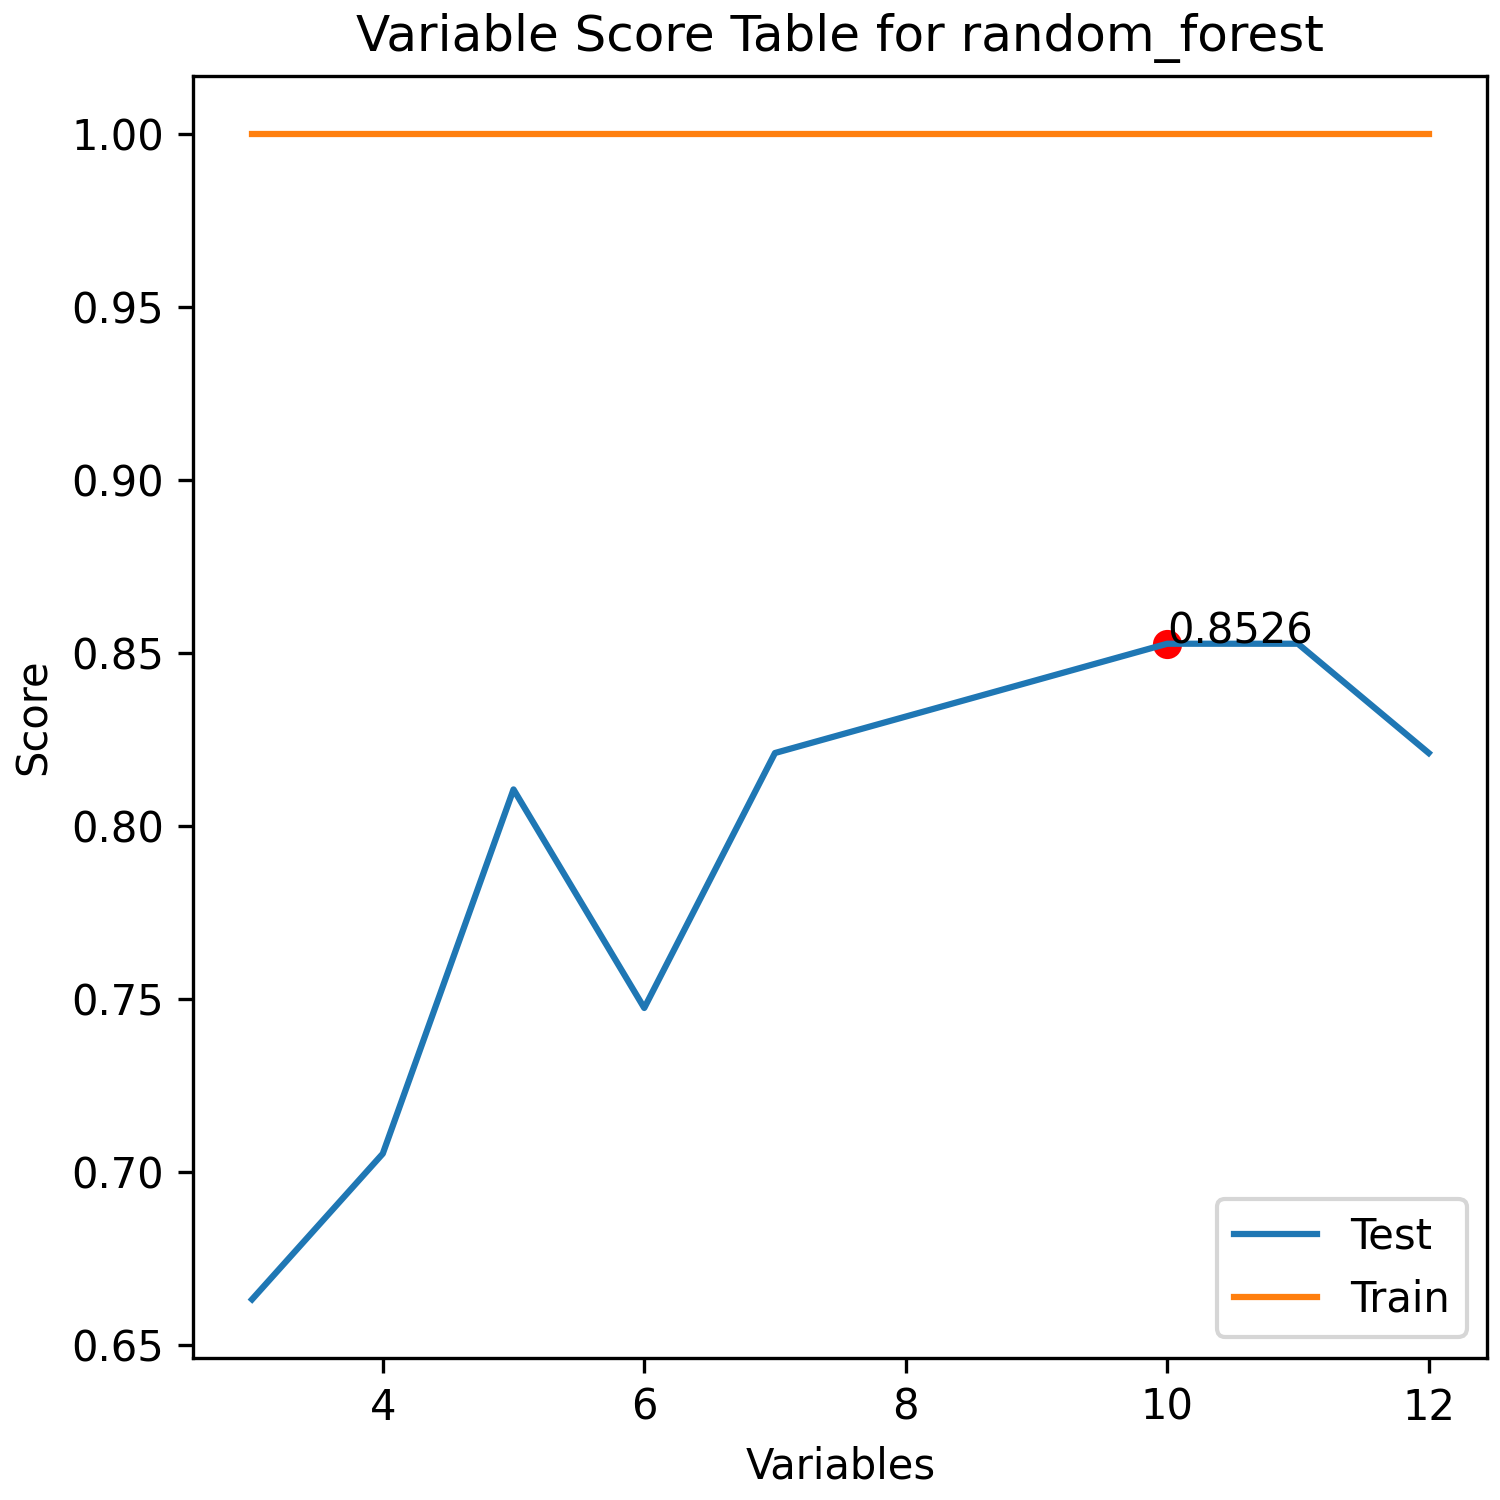 Variable Score Table for random_forest
1.00
0.95
0.90
0.85
0.80
0.75
0.70
0.65
Score
0.8526
Test
Train
4 6 8 10 12
Variables